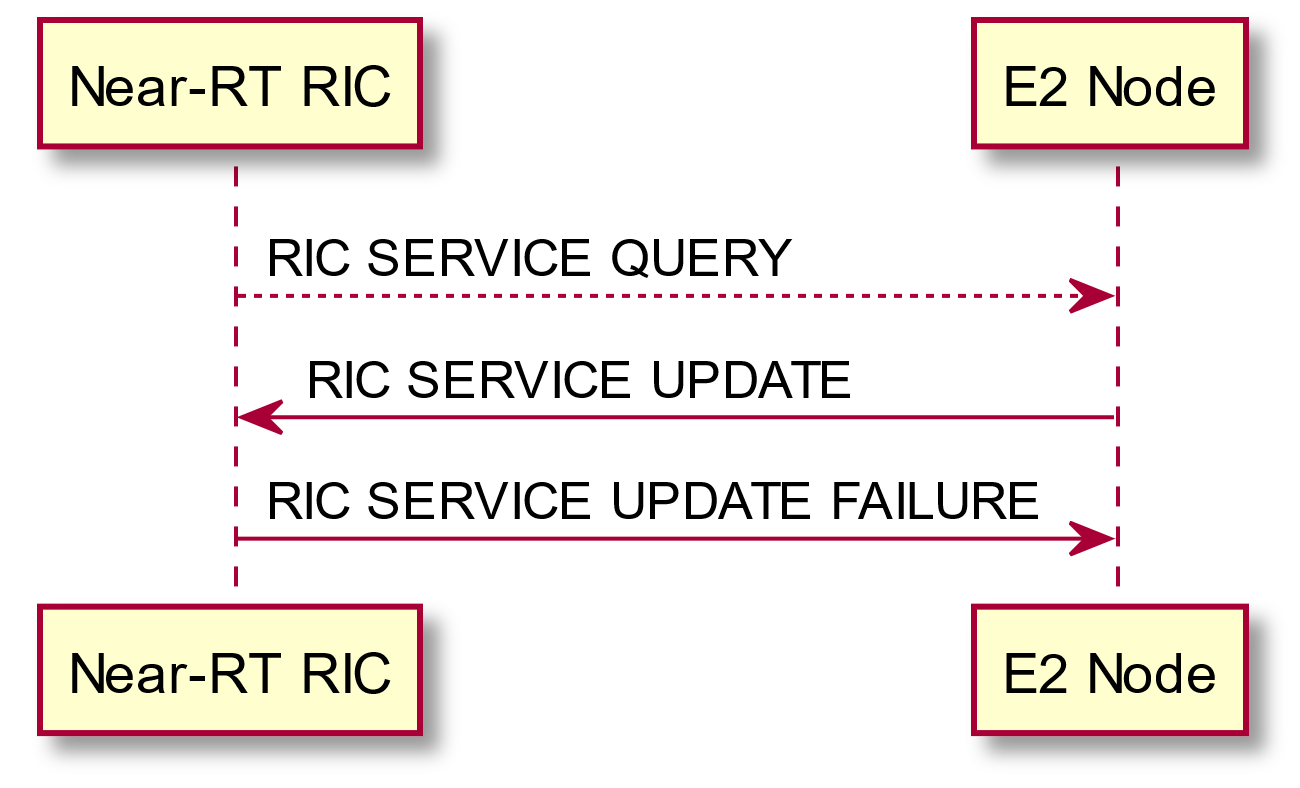 Near-RT RIC
E2 Node
RIC SERVICE QUERY
RIC SERVICE UPDATE
RIC SERVICE UPDATE FAILURE
Near-RT RIC
E2 Node